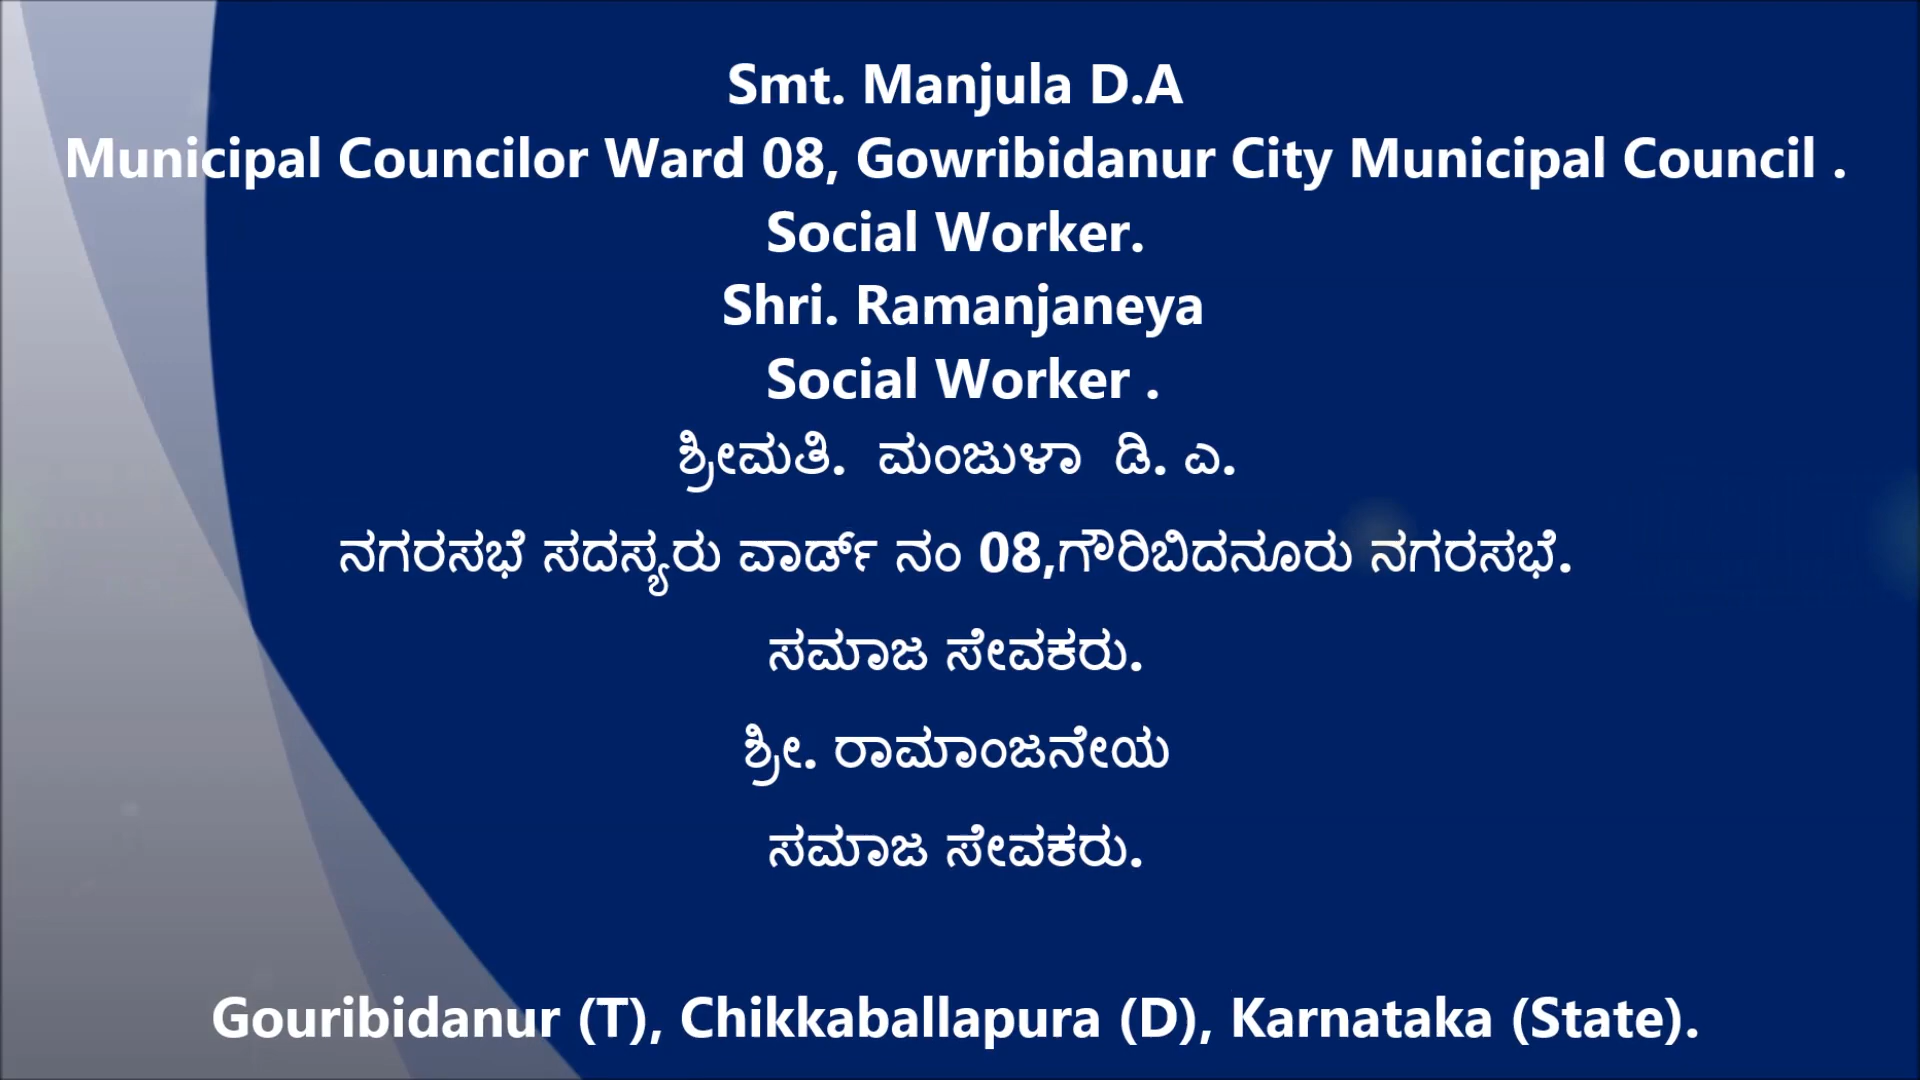 Smt. Manjula D.A
Municipal Councilor Ward 08, Gowribidanur City Municipal Council .
Social Worker.
Shri. Ramanjaneya
Social Worker .
ಶ್ರೀಮತಿ. ಮಂಜುಳಾ ಡಿ. ಎ.
ನಗರಸಭೆ ಸದಸ್ಯರು ವಾರ್ಡ್ ನಂ 08,ಗೌರಿಬಿದನೂರು ನಗರಸಭೆ.
ಸಮಾಜ ಸೇವಕರು.
ಶ್ರೀ. ರಾಮಾಂಜನೇಯ
ಸಮಾಜ ಸೇವಕರು.
Gouribidanur (T), Chikkaballapura (D), Karnataka (State).